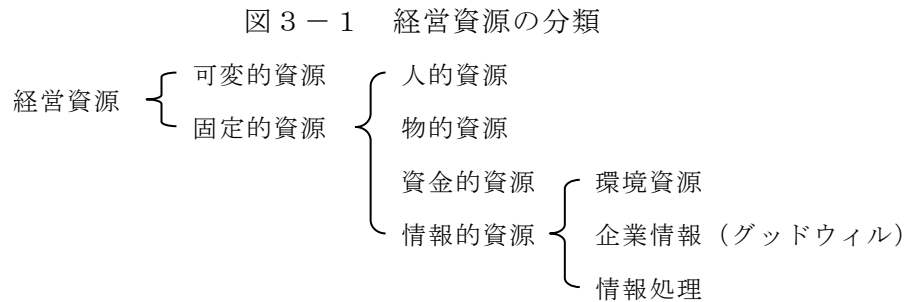 図3-1 経営資源の分類
経営資源
可変的資源
固定的資源
人的資源
物的資源
資金的資源
情報的資源
環境資源
企業情報(グッドウィル)
情報処理